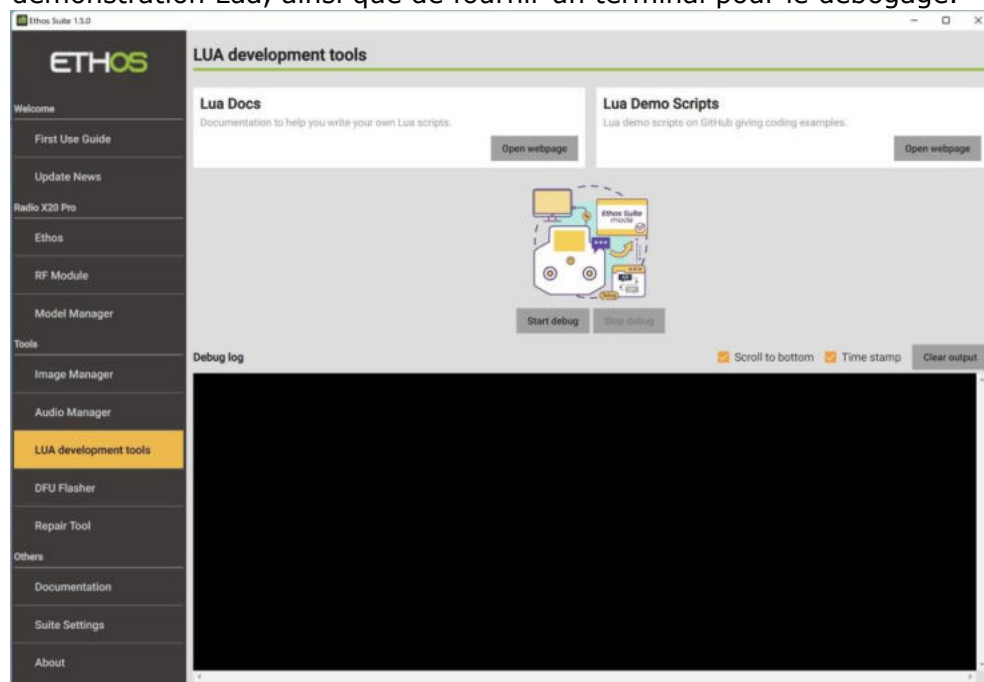 démonstration Lua, ainsi que de fournir un terminal pour le débogage.
Ethos Suite 1.5.0
ETHOS
Welcome
First Use Guide
Update News
Radio X20 Pro
Ethos
RF Module
Model Manager
Tools
Image Manager
Audio Manager
LUA development tools
DFU Flasher
Repair Tool
Others
Documentation
Suite Settings
About
LUA development tools
Lua Docs
Documentation to help you write your own Lua scripts.
Open webpage
Lua Demo Scripts
Lua demo scripts on GitHub giving coding examples.
Open webpage
Ethos Suite
mode
Start debug
Stop debug
Debug log
Scroll to bottom
Time stamp
Clear output